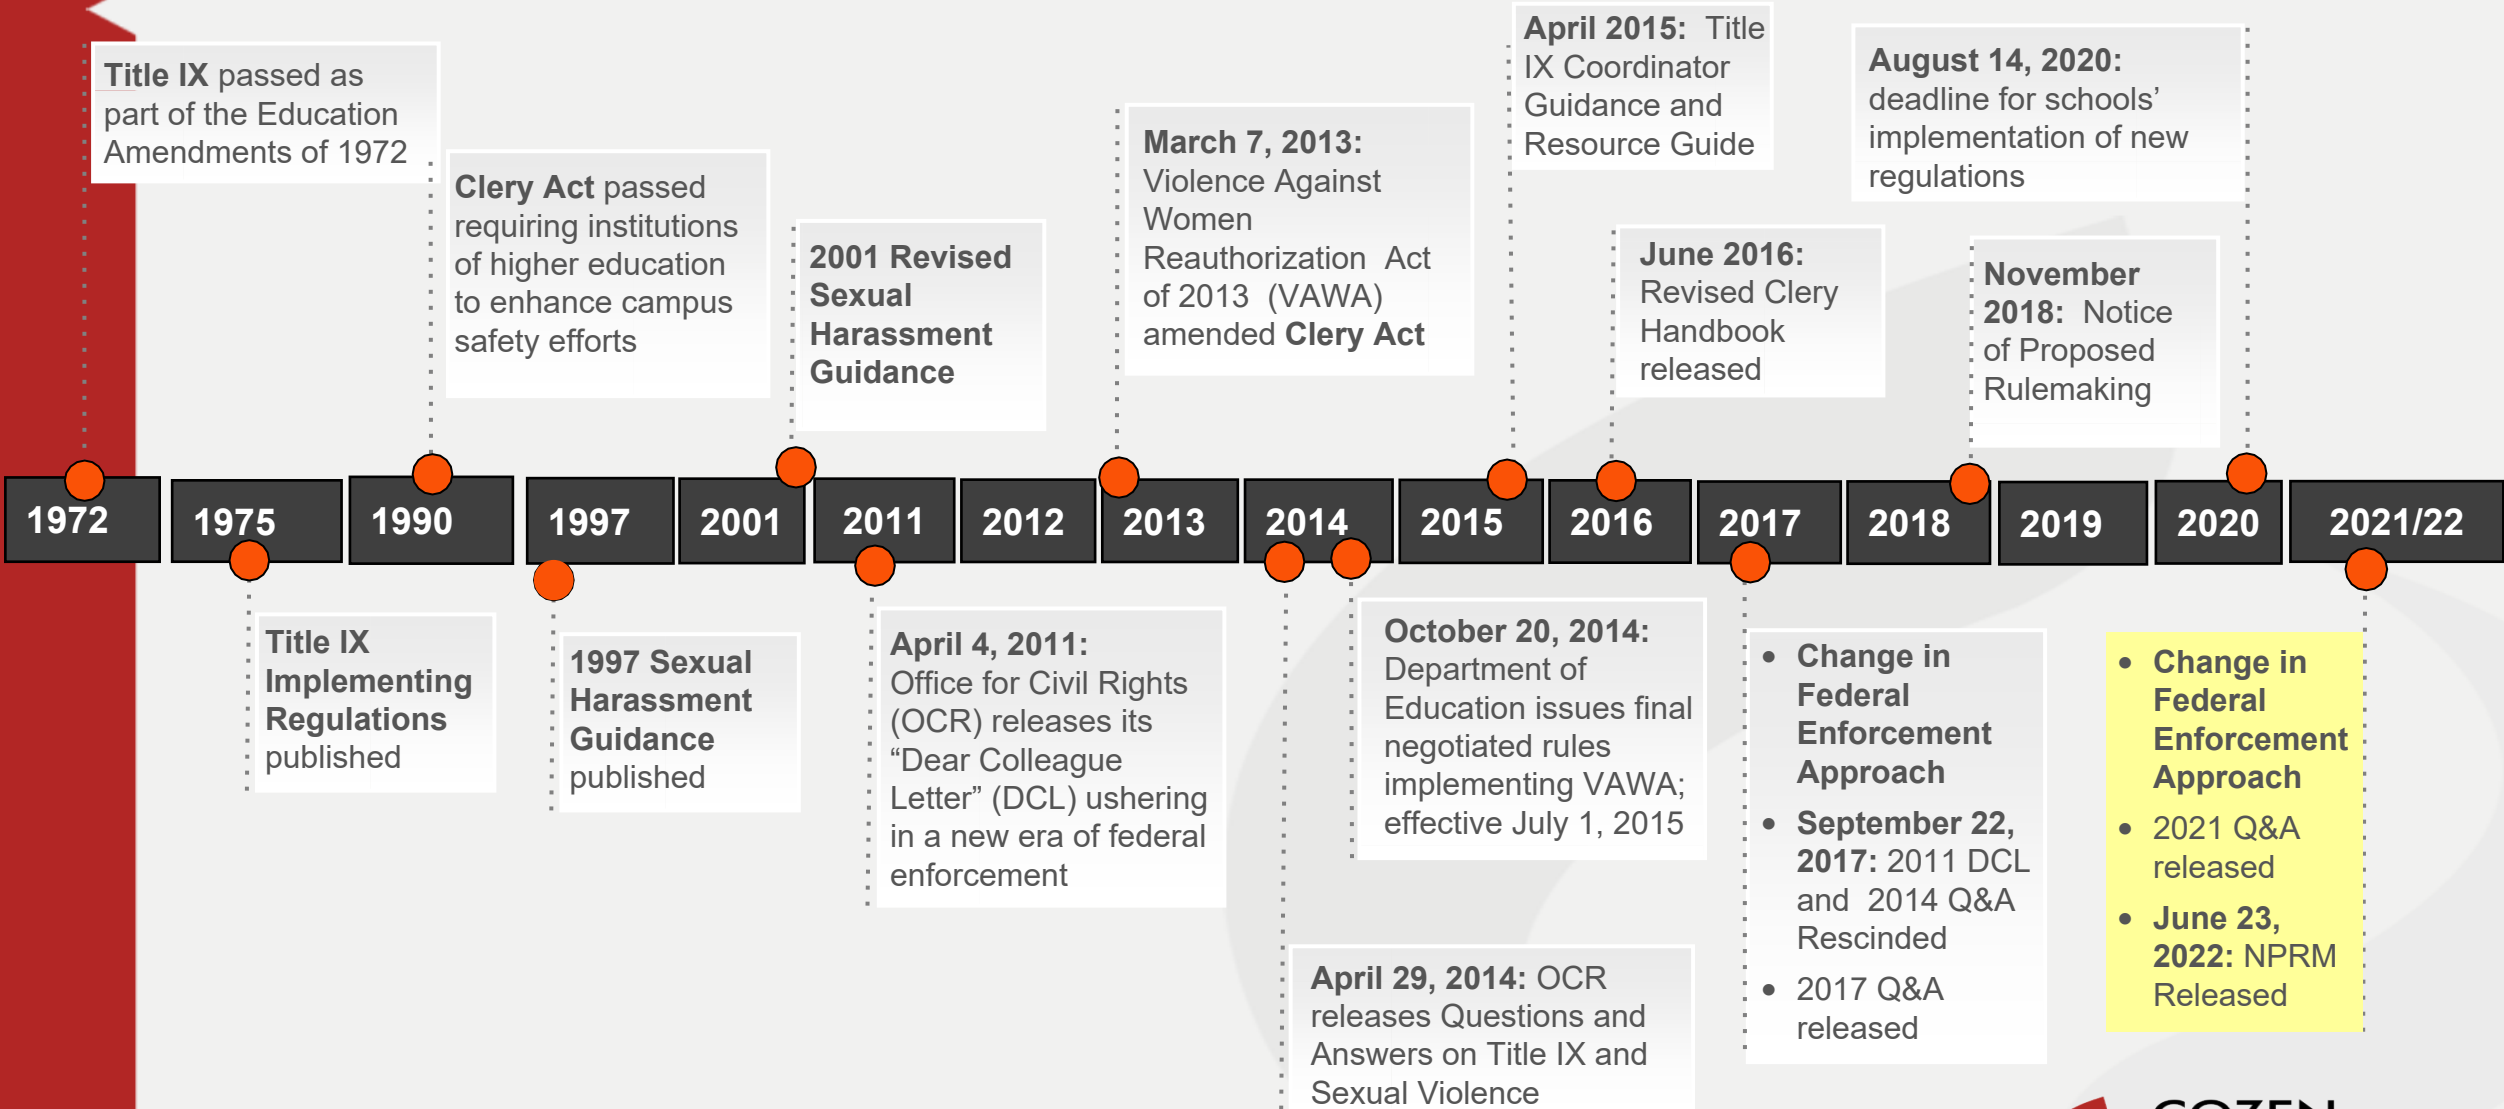 Title IX passed as
part of the Education
Amendments of 1972
Clery Act passed
requiring institutions
of higher education
to enhance campus
safety efforts
2001 Revised
Sexual
Harassment
Guidance
March 7, 2013:
Violence Against
Women
Reauthorization Act
of 2013 (VAWA)
amended Clery Act
April 2015: Title
IX Coordinator
Guidance and
Resource Guide
June 2016:
Revised Clery
Handbook
released
August 14, 2020:
deadline for schools’
implementation of new
regulations
November
2018: Notice
of Proposed
Rulemaking
1972 1975 1990 1997 2001 2011 2012 2013 2014 2015 2016 2017 2018 2019 2020 2021/22
Title IX
Implementing
Regulations
published
1997 Sexual
Harassment
Guidance
published
April 4, 2011:
Office for Civil Rights
(OCR) releases its
“Dear Colleague
Letter” (DCL) ushering
in a new era of federal
enforcement
October 20, 2014:
Department of
Education issues final
negotiated rules
implementing VAWA;
effective July 1, 2015
April 29, 2014: OCR
releases Questions and
Answers on Title IX and
Sexual Violence
• Change in
Federal
Enforcement
Approach
• September 22,
2017: 2011 DCL
and 2014 Q&A
Rescinded
• 2017 Q&A
released
• Change in
Federal
Enforcement
Approach
• 2021 Q&A
released
• June 23,
2022: NPRM
Released
COZEN